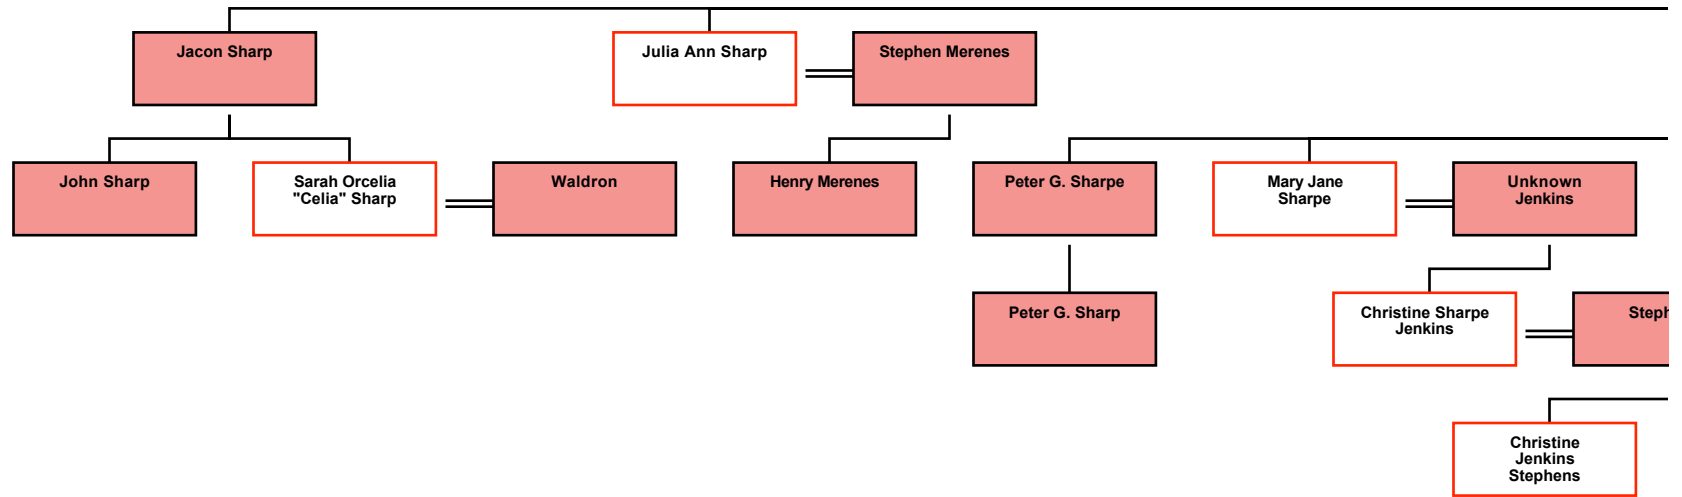 Jacon Sharp
Julia Ann Sharp
Stephen Merenes
John Sharp
Sarah Orcelia
"Celia" Sharp
Waldron
Henry Merenes
Peter G. Sharpe
Mary Jane
Sharpe
Unknown
Jenkins
Peter G. Sharp
Christine Sharpe
Jenkins
Steph
Christine
Jenkins
Stephens